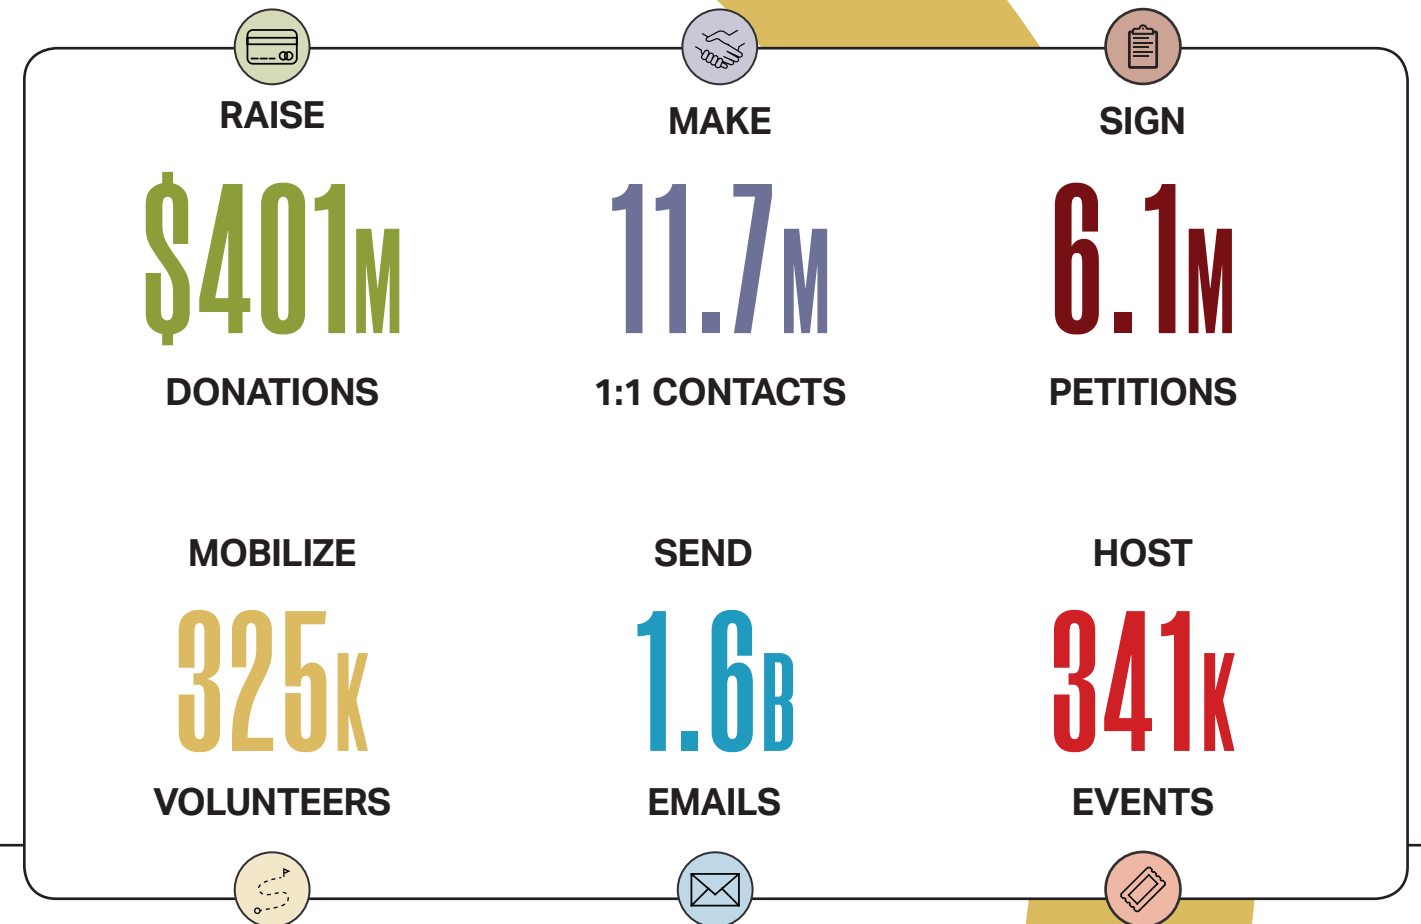 RAISE
$401M
DONATIONS
MAKE
11.7M
1:1 CONTACTS
SIGN
6.1M
PETITIONS
MOBILIZE
325K
VOLUNTEERS
SEND
1.6B
EMAILS
HOST
341K
EVENTS